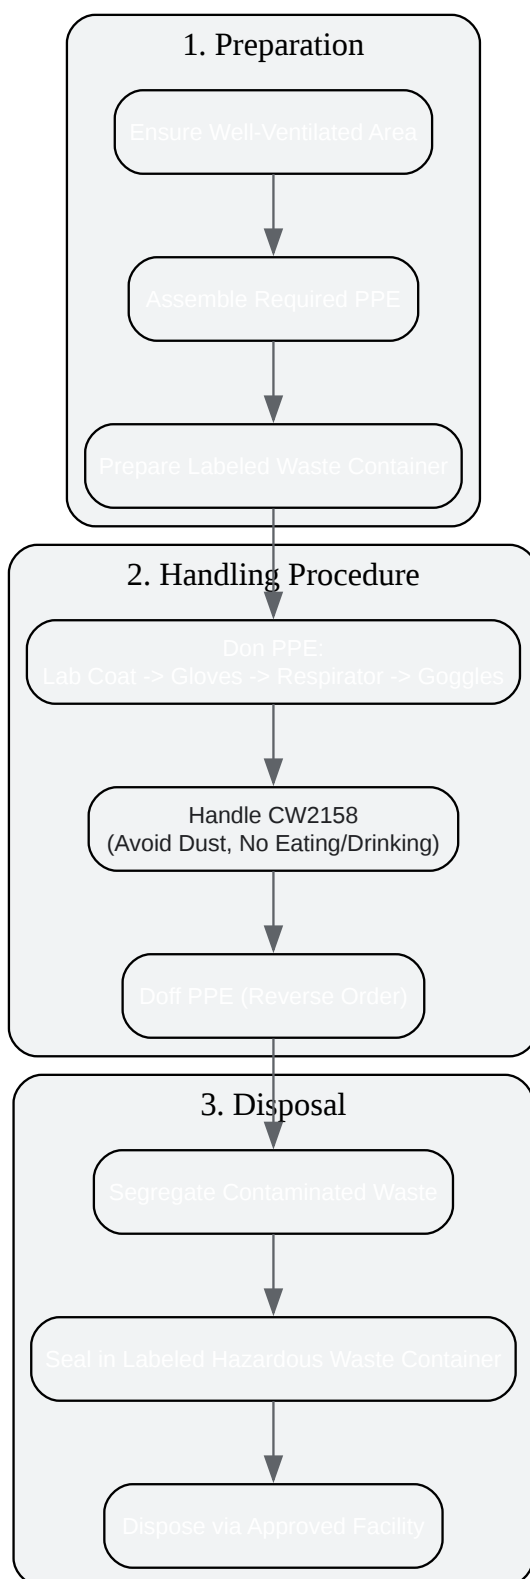 1. Preparation
Ensure Well-Ventilated Area
Assemble Required PPE
Prepare Labeled Waste Container
2. Handling Procedure
Don PPE:
Lab Coat -> Gloves -> Respirator -> Goggles
Handle CW2158
(Avoid Dust, No Eating/Drinking)
Doff PPE (Reverse Order)
3. Disposal
Segregate Contaminated Waste
Seal in Labeled Hazardous Waste Container
Dispose via Approved Facility